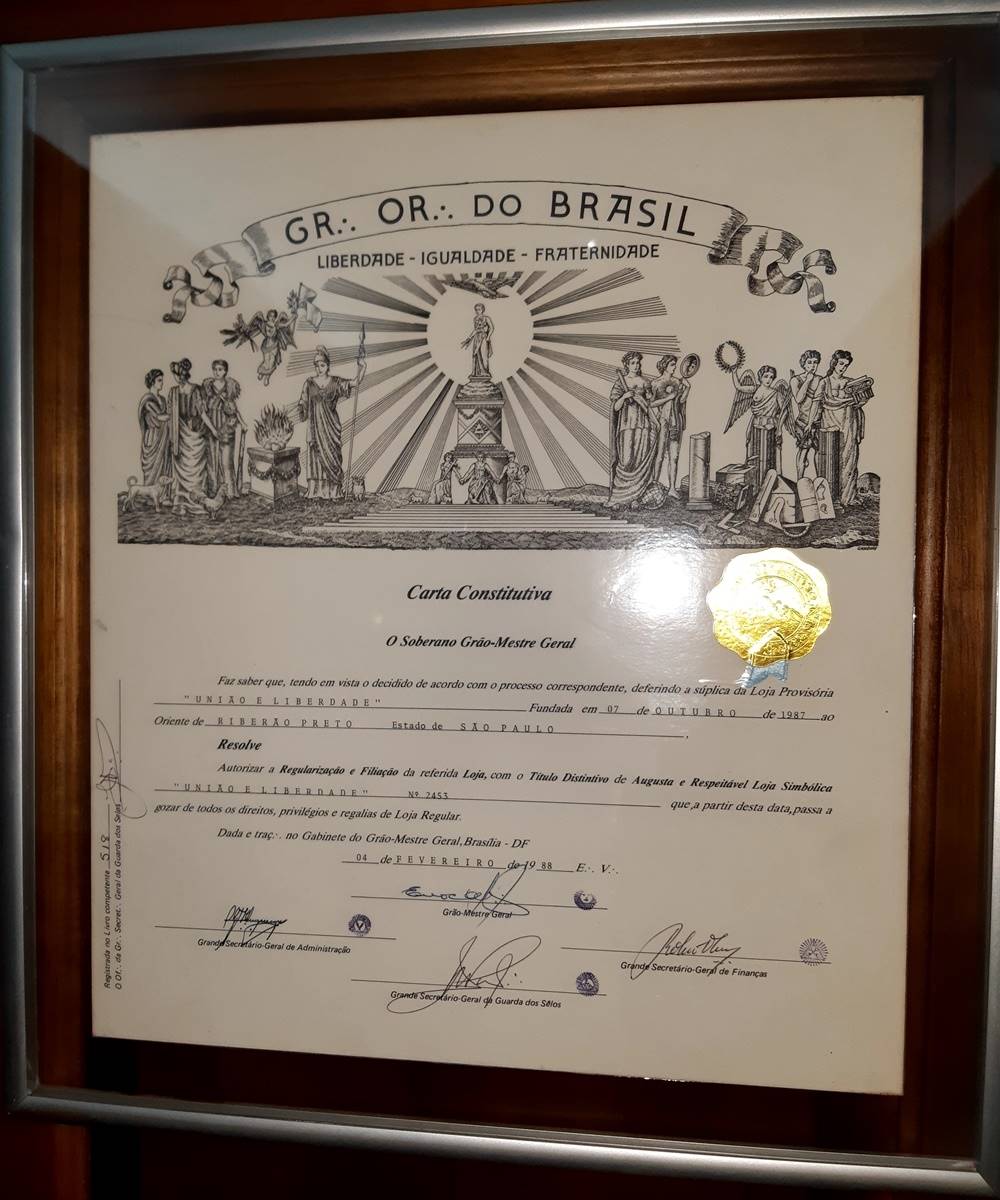 GR∴ OR∴ DO BRASIL
LIBERDADE - IGUALDADE - FRATERNIDADE
Carta Constitutiva
O Soberano Grão-Mestre Geral
Faz saber que, tendo em vista o decidido de acordo com o processo correspondente, deferindo a súplica da Loja Provisória
"UNIÃO E LIBERDADE" Fundada em 07 de OUTUBRO de 1987 ao
Oriente de RIBERÃO PRETO Estado de SÃO PAULO.
Resolve
Autorizar a Regularização e Filiação da referida Loja, com o Título Distintivo de Augusta e Respeitável Loja Simbólica
"UNIÃO E LIBERDADE" Nº 2453 que,a partir desta data,passa a
gozar de todos os direitos, privilégios e regalias de Loja Regular.
Dada e traç∴ no Gabinete do Grão-Mestre Geral,Brasília - DF
04 de FEVEREIRO de 1988 E∴ V∴
Grão-Mestre Geral
Grande Secretário-Geral de Administração
Grande Secretário-Geral de Finanças
Grande Secretário-Geral da Guarda dos Sêlos
Registrada no Livro competente 518
O Of∴ da Gr∴ Secret∴ Geral da Guarda dos Sêlos